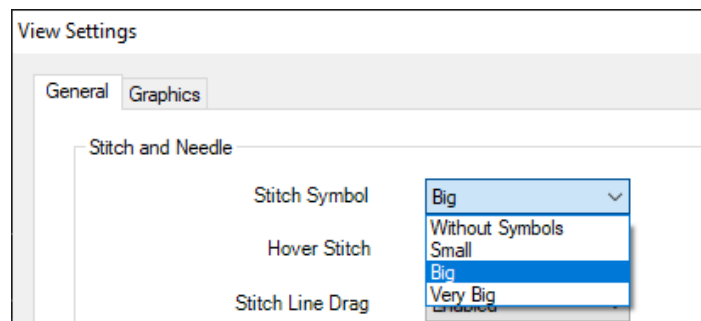 View Settings
General Graphics
Stitch and Needle
Stitch Symbol Big
Without Symbols
Hover Stitch Small
Big
Stitch Line Drag Very Big